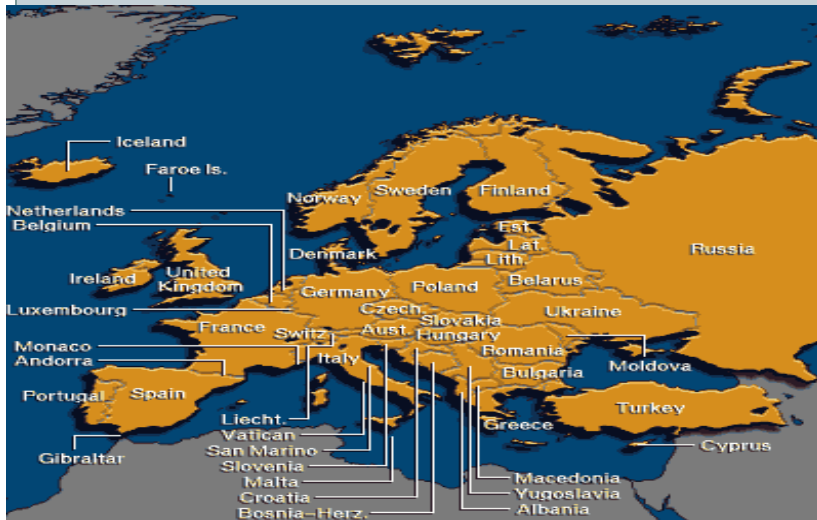 Iceland
Faroe Is.
Norway
Sweden
Finland
Netherlands
Belgium
Est.
Lat.
Lith.
Denmark
Russia
Ireland
United
Kingdom
Germany
Poland
Belarus
Luxembourg
Czech.
Slovakia
Ukraine
France
Switz.
Aust.
Hungary
Monaco
Andorra
Italy
Romania
Moldova
Portugal
Spain
Bulgaria
Liecht.
Vatican
San Marino
Slovenia
Malta
Croatia
Bosnia-Herz.
Greece
Turkey
Gibraltar
Cyprus
Macedonia
Yugoslavia
Albania